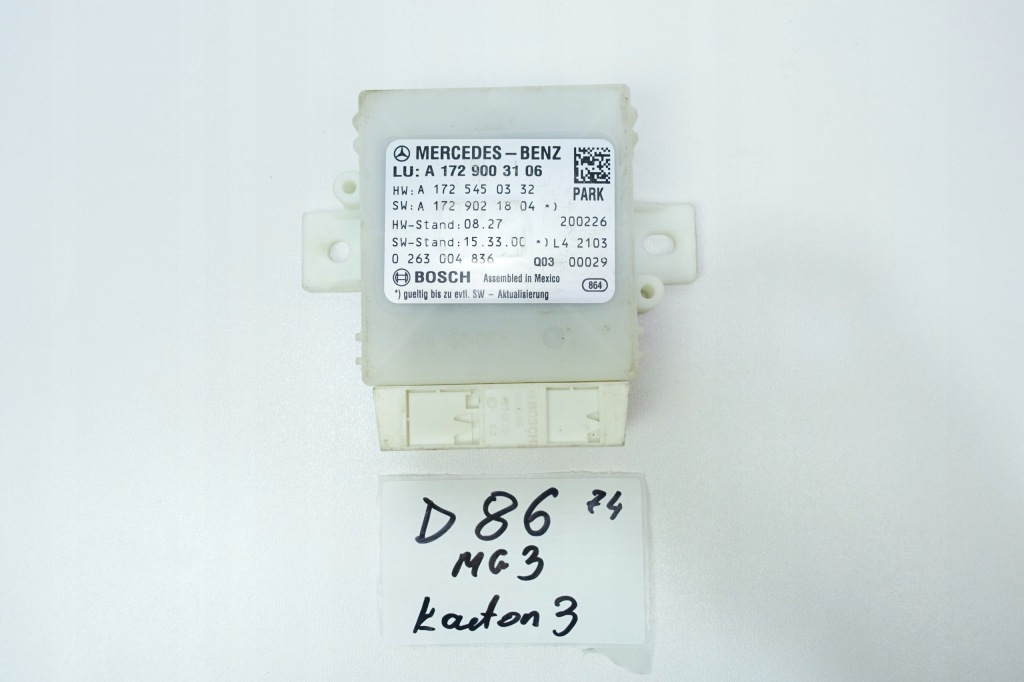 MERCEDES-BENZ
LU: A 172 900 31 06
PARK
HW: A 172 545 03 32
SW: A 172 902 18 04 *)
HW-Stand: 08.27 200226
SW-Stand: 15.33.00 *) L4 2103
0 263 004 836 Q03 00029
BOSCH Assembled in Mexico
*) gueltig bis zu evtl. SW - Aktualisierung 864
D 86 74
MG 3
Karton 3